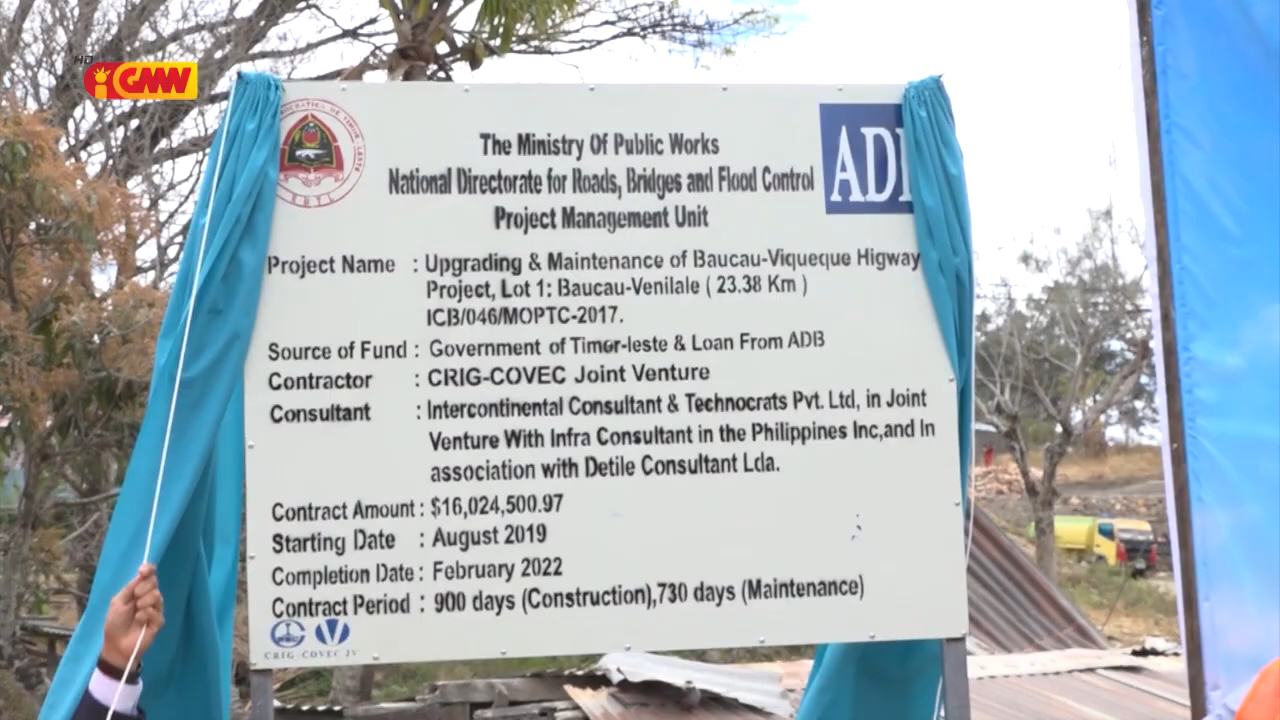 HD
GMN
The Ministry Of Public Works
National Directorate for Roads, Bridges and Flood Control
Project Management Unit
ADB
Project Name : Upgrading & Maintenance of Baucau-Viqueque Higway
Project, Lot 1: Baucau-Venilale ( 23.38 Km )
ICB/046/MOPTC-2017.
Source of Fund : Government of Timor-leste & Loan From ADB
Contractor : CRIG-COVEC Joint Venture
Consultant : Intercontinental Consultant & Technocrats Pvt. Ltd, in Joint
Venture With Infra Consultant in the Philippines Inc,and In
association with Detile Consultant Lda.
Contract Amount : $16,024,500.97
Starting Date : August 2019
Completion Date : February 2022
Contract Period : 900 days (Construction),730 days (Maintenance)
CRIG-COVEC JV